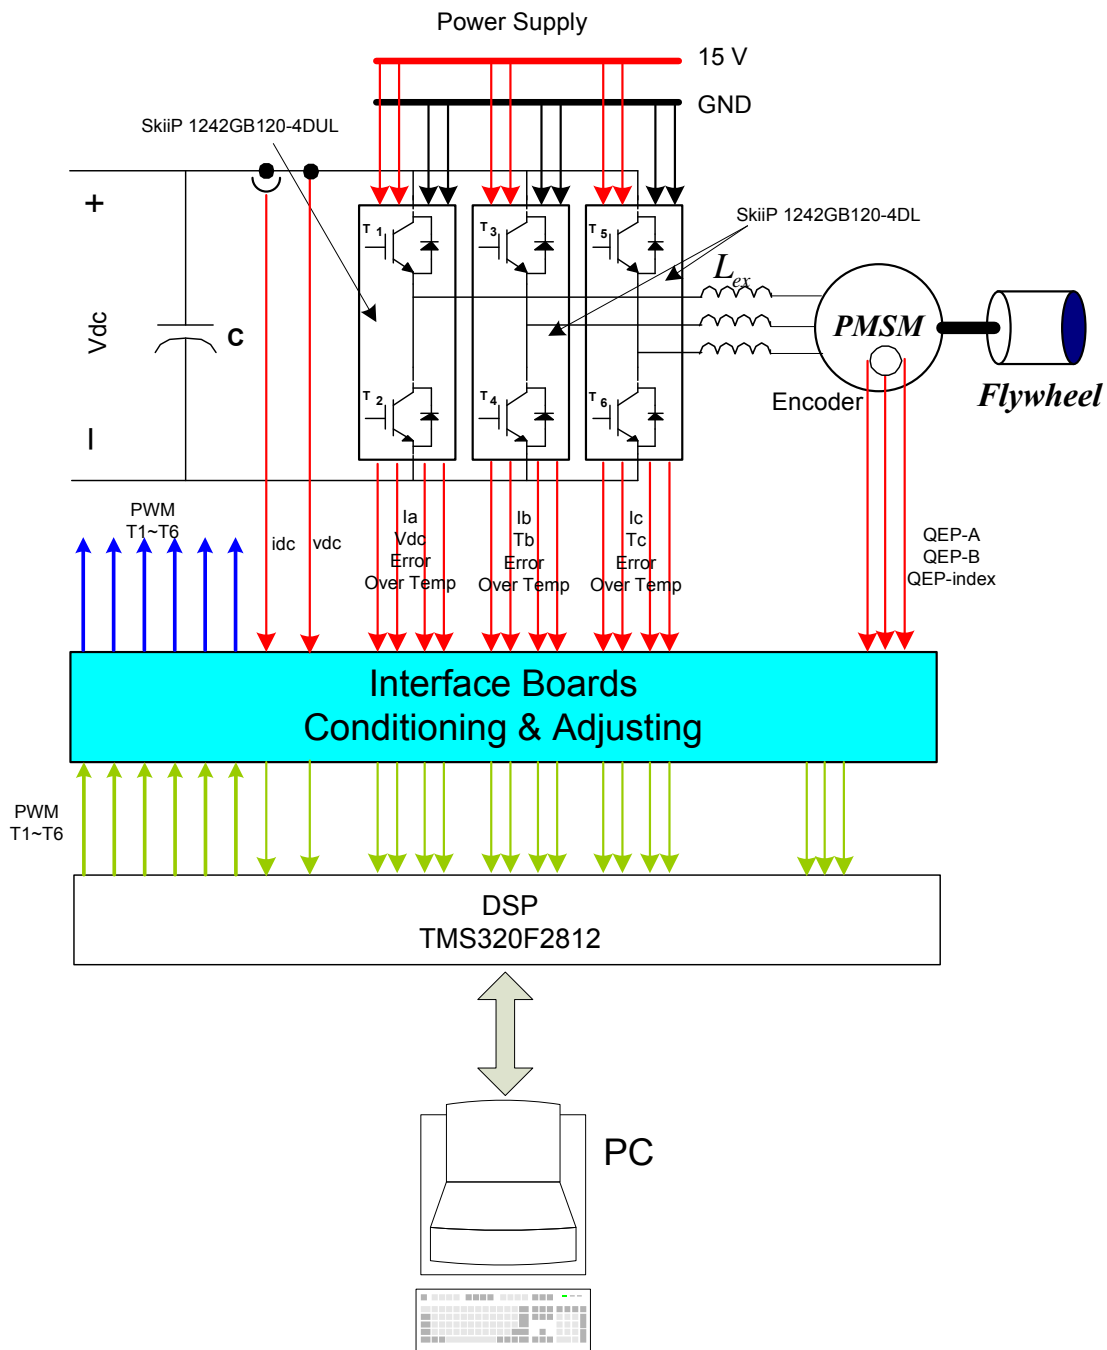 Power Supply
15 V
GND
SkiiP 1242GB120-4DUL
SkiiP 1242GB120-4DL
+
Vdc
–
C
T 1
T 3
T 5
T 2
T 4
T 6
Lex
PMSM
Encoder
Flywheel
PWM
T1~T6
idc
vdc
Ia
Vdc
Error
Over Temp
Ib
Tb
Error
Over Temp
Ic
Tc
Error
Over Temp
QEP-A
QEP-B
QEP-index
Interface Boards
Conditioning & Adjusting
PWM
T1~T6
DSP
TMS320F2812
PC